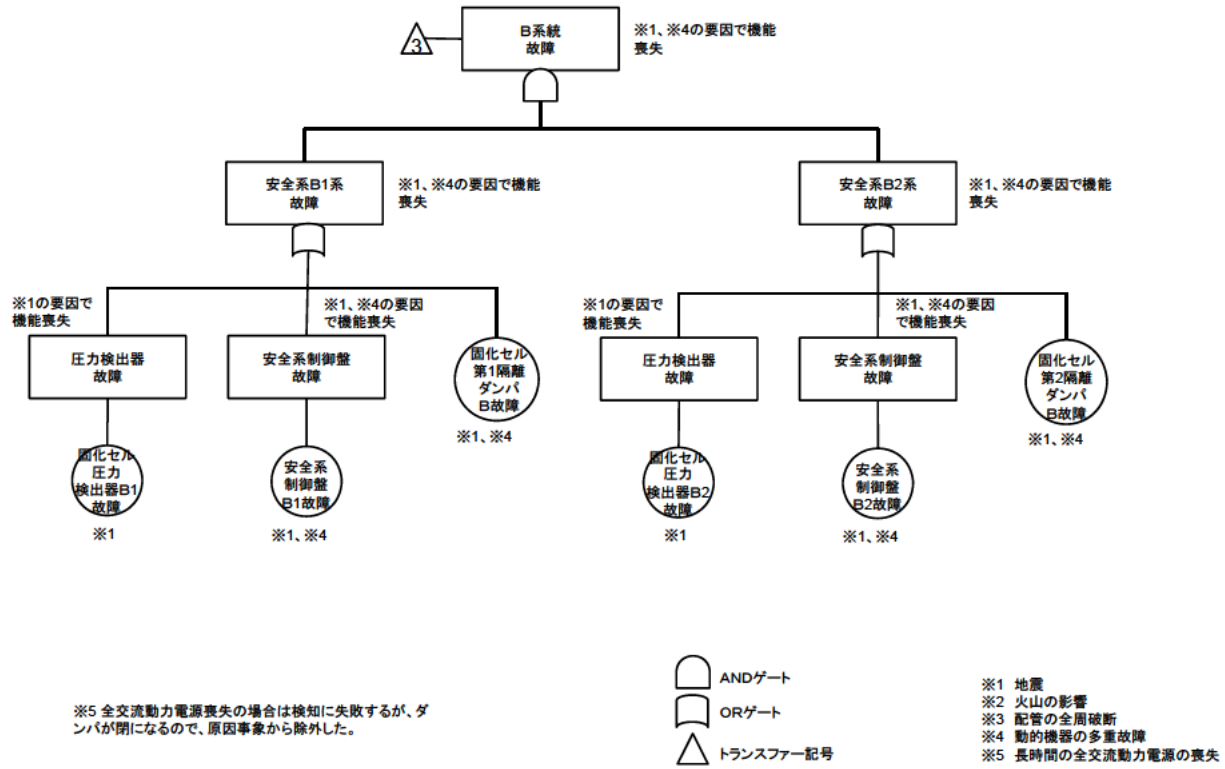 B系統
故障
※1、※4の要因で機能
喪失
3
安全系B1系
故障
※1、※4の要因で機能
喪失
安全系B2系
故障
※1、※4の要因で機能
喪失
※1の要因で
機能喪失
※1、※4の要因
で機能喪失
※1の要因で
機能喪失
※1、※4の要因
で機能喪失
圧力検出器
故障
安全系制御盤
故障
固化セル
第1隔離
ダンパ
B故障
※1、※4
圧力検出器
故障
安全系制御盤
故障
固化セル
第2隔離
ダンパ
B故障
※1、※4
固化セル
圧力
検出器B1
故障
※1
安全系
制御盤
B1故障
※1、※4
固化セル
圧力
検出器B2
故障
※1
安全系
制御盤
B2故障
※1、※4
※5 全交流動力電源喪失の場合は検知に失敗するが、ダ
ンパが閉になるので、原因事象から除外した。
ANDゲート
ORゲート
トランスファー記号
※1 地震
※2 火山の影響
※3 配管の全周破断
※4 動的機器の多重故障
※5 長時間の全交流動力電源の喪失